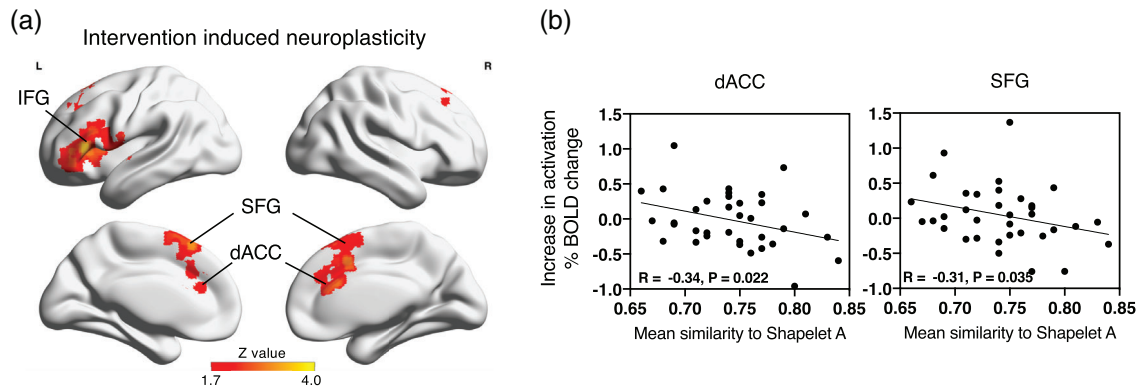 (a)
Intervention induced neuroplasticity
L
R
IFG
SFG
dACC
Z value
1.7 4.0
(b)
dACC
Increase in activation
% BOLD change
1.5
1.0
0.5
0.0
-0.5
-1.0
R = -0.34, P = 0.022
0.65 0.70 0.75 0.80 0.85
Mean similarity to Shapelet A
SFG
1.5
1.0
0.5
0.0
-0.5
-1.0
R = -0.31, P = 0.035
0.65 0.70 0.75 0.80 0.85
Mean similarity to Shapelet A